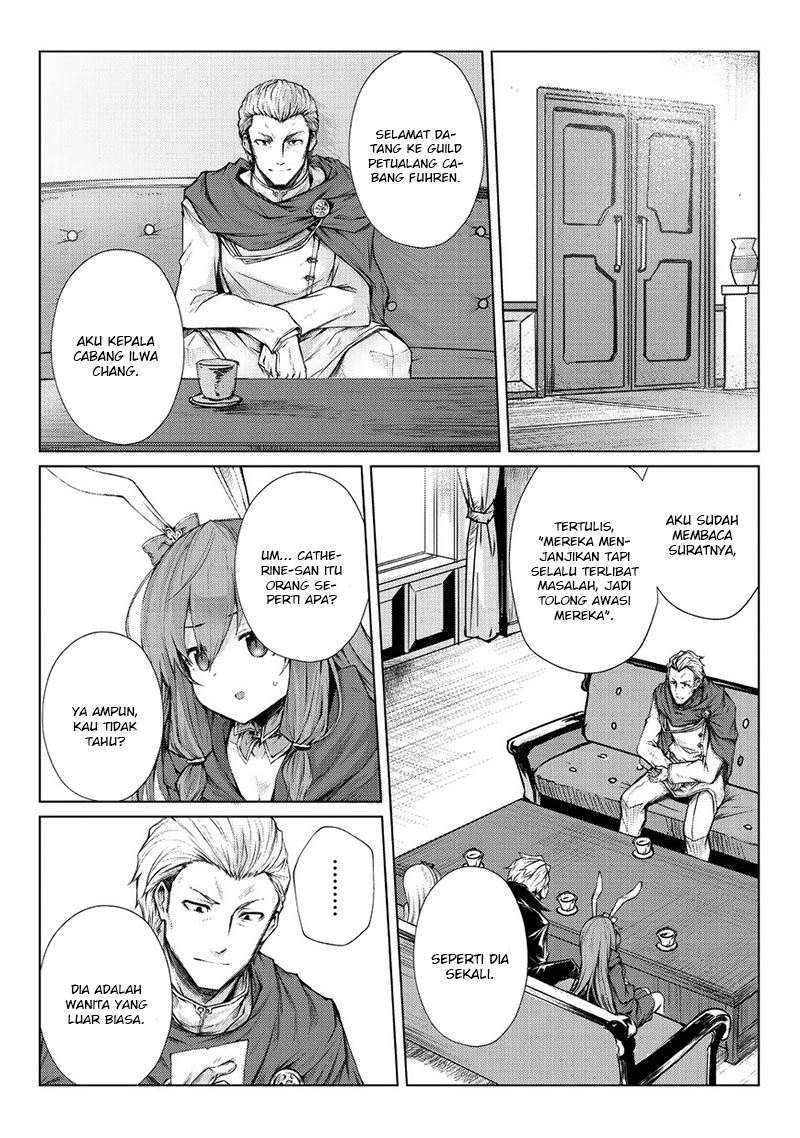 SELAMAT DA-
TANG KE GUILD
PETUALANG CA-
BANG FUHREN.
AKU KEPALA
CABANG ILWA
CHANG.
AKU SUDAH
MEMBACA
SURATNYA,
TERTULIS,
"MEREKA MEN-
JANJIKAN TAPI
SELALU TERLIBAT
MASALAH, JADI
TOLONG AWASI
MEREKA".
SEPERTI DIA
SEKALI.
UM... CATHE-
RINE-SAN ITU
ORANG SE-
PERTI APA?
YA AMPUN,
KAU TIDAK
TAHU?
........
DIA ADALAH
WANITA YANG
LUAR BIASA.